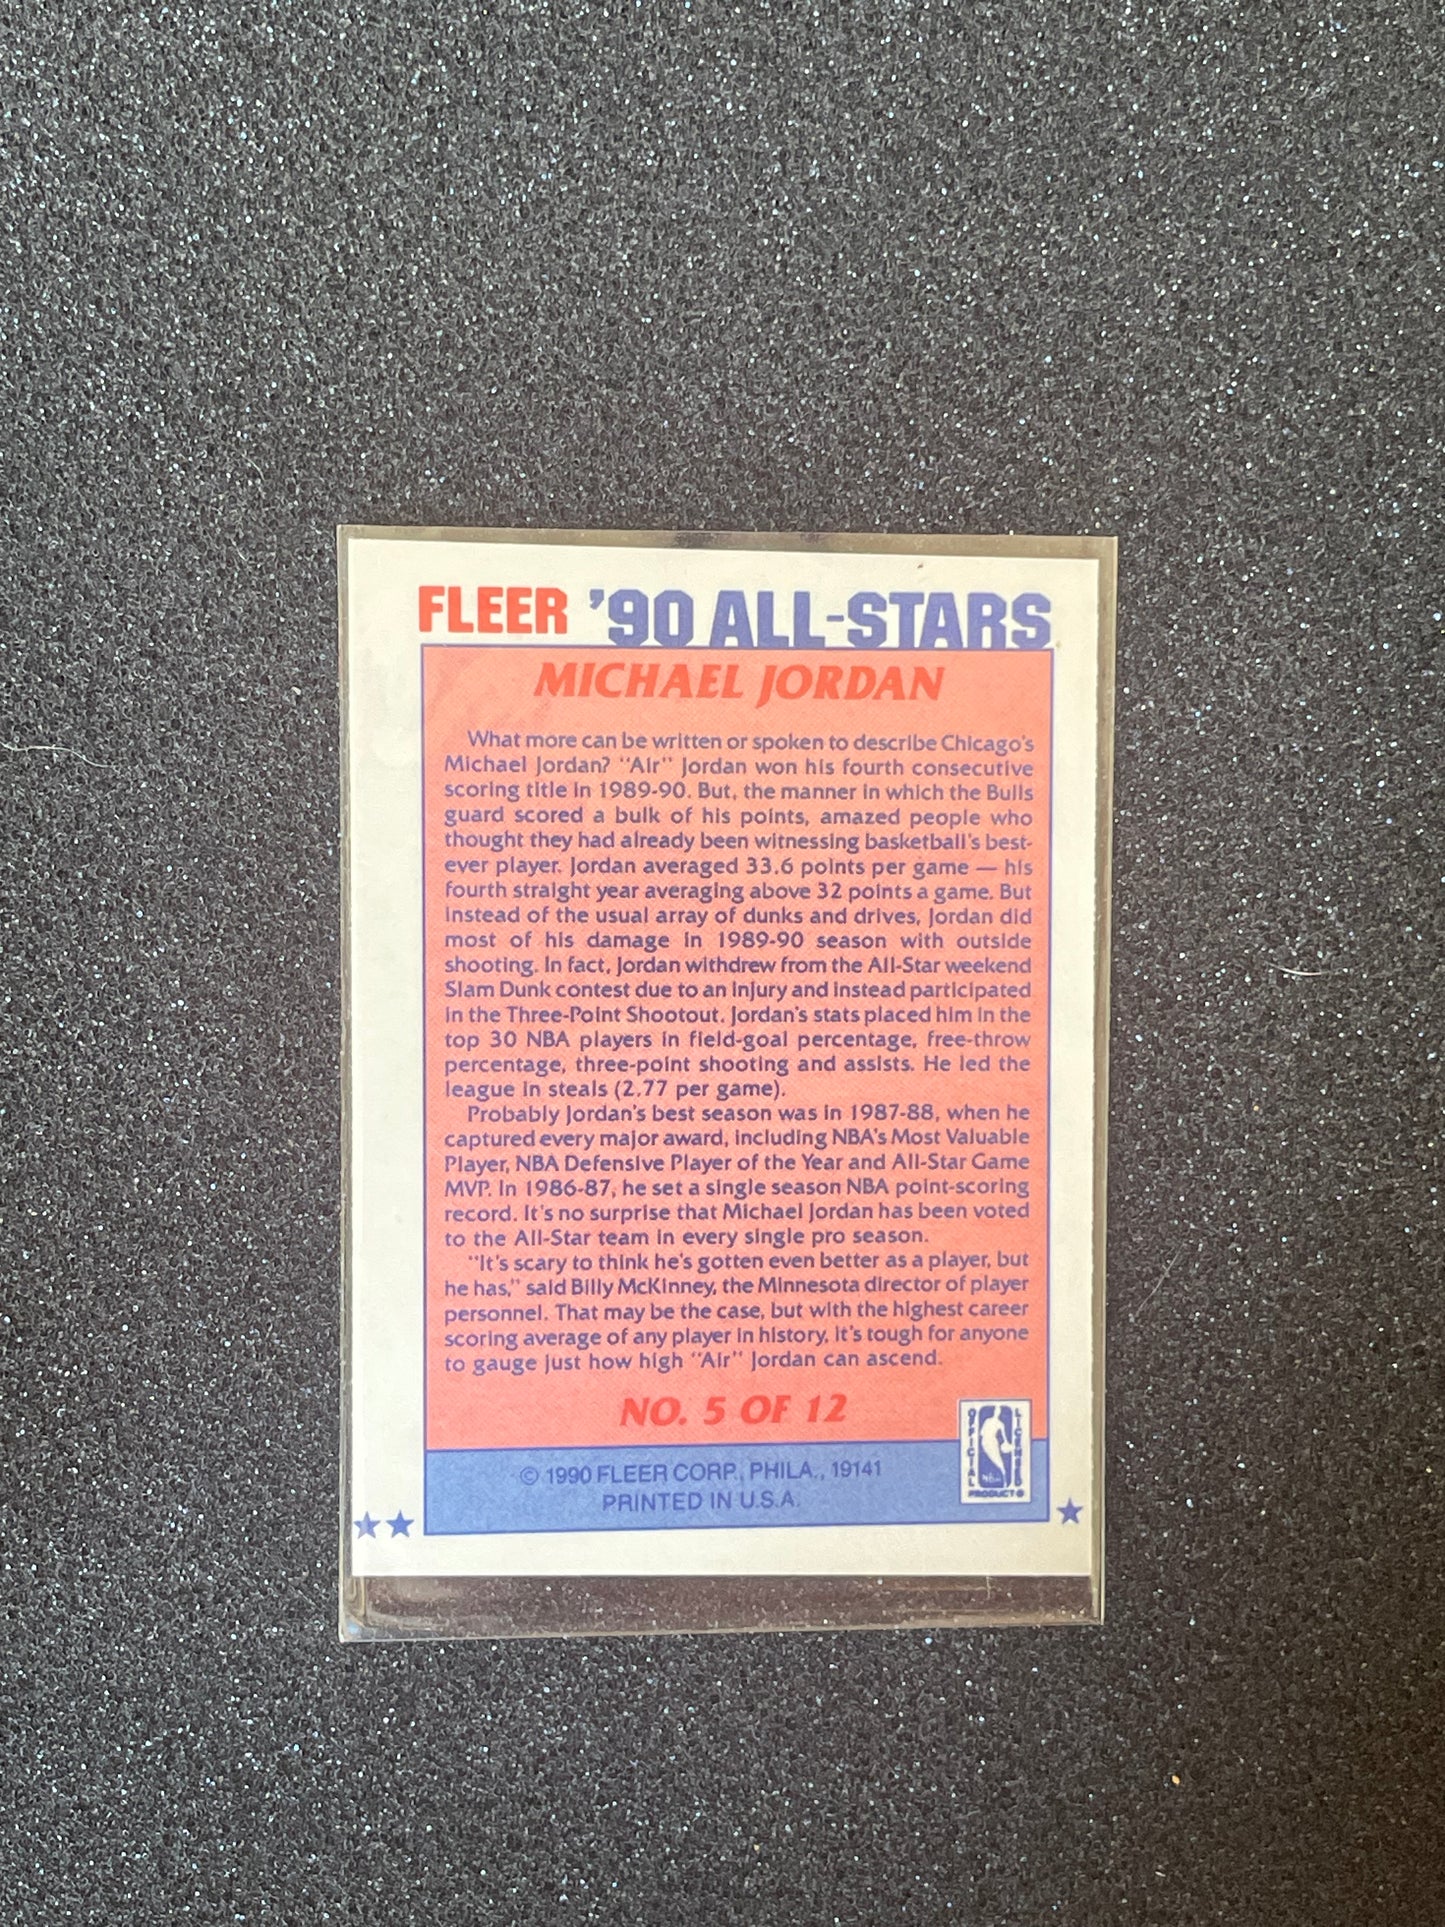 FLEER '90 ALL-STARS
MICHAEL JORDAN
What more can be written or spoken to describe Chicago's
Michael Jordan? "Air" Jordan won his fourth consecutive
scoring title in 1989-90. But, the manner in which the Bulls
guard scored a bulk of his points, amazed people who
thought they had already been witnessing basketball's best-
ever player. Jordan averaged 33.6 points per game — his
fourth straight year averaging above 32 points a game. But
instead of the usual array of dunks and drives, Jordan did
most of his damage in 1989-90 season with outside
shooting. In fact, Jordan withdrew from the All-Star weekend
Slam Dunk contest due to an injury and instead participated
in the Three-Point Shootout. Jordan's stats placed him in the
top 30 NBA players in field-goal percentage, free-throw
percentage, three-point shooting and assists. He led the
league in steals (2.77 per game).
Probably Jordan's best season was in 1987-88, when he
captured every major award, including NBA's Most Valuable
Player, NBA Defensive Player of the Year and All-Star Game
MVP. In 1986-87, he set a single season NBA point-scoring
record. It's no surprise that Michael Jordan has been voted
to the All-Star team in every single pro season.
"It's scary to think he's gotten even better as a player, but
he has," said Billy McKinney, the Minnesota director of player
personnel. That may be the case, but with the highest career
scoring average of any player in history, it's tough for anyone
to gauge just how high "Air" Jordan can ascend.
NO. 5 OF 12
OFFICIAL
LICENSED
NBA
PRODUCT ®
© 1990 FLEER CORP., PHILA., 19141
PRINTED IN U.S.A.